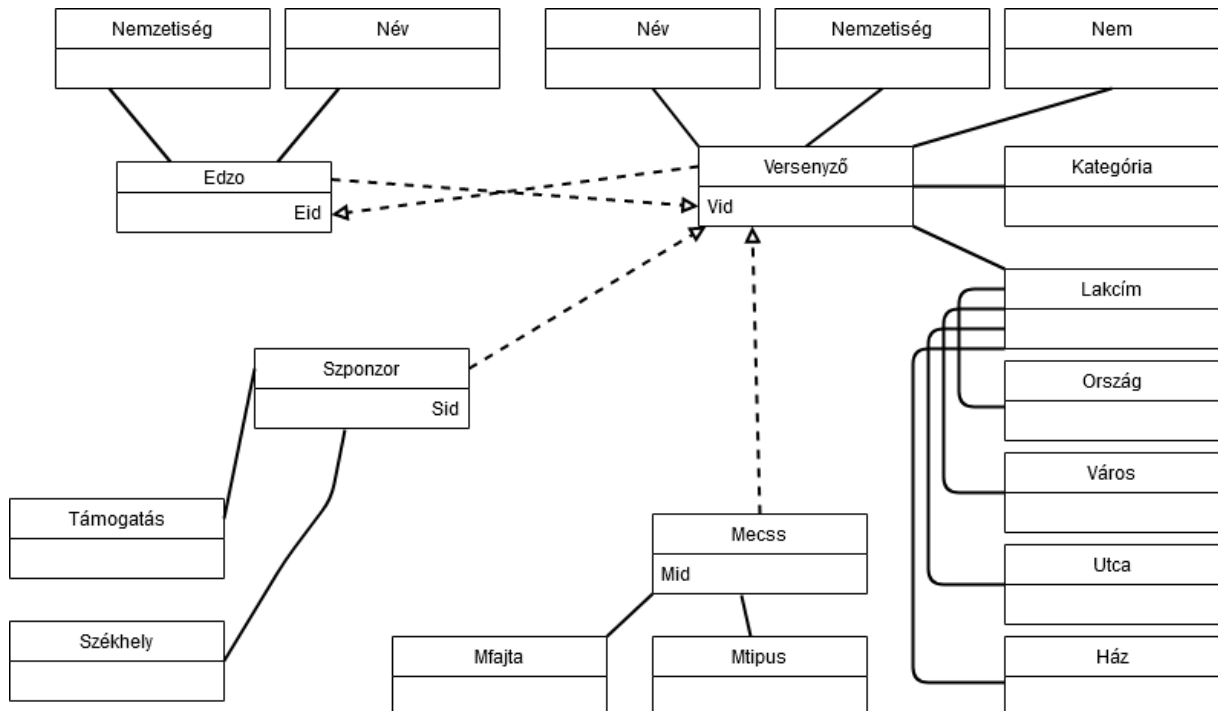 Nemzetiség
Név
Név
Nemzetiség
Nem
Edzo
Eid
Versenyző
Vid
Kategória
Lakcím
Szponzor
Sid
Ország
Város
Támogatás
Mecss
Mid
Utca
Székhely
Mfajta
Mtipus
Ház